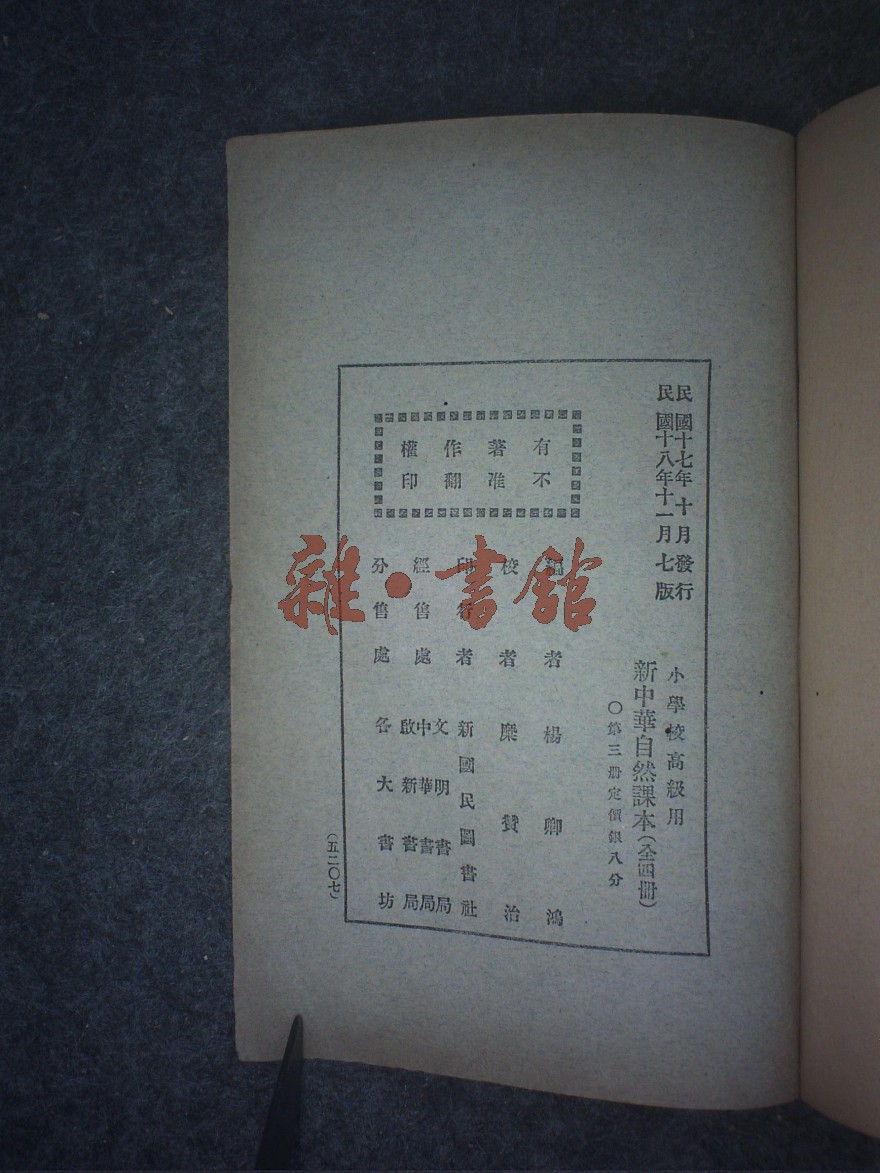 民國十七年十月發行
民國十八年十一月七版
小學校高級用
新中華自然課本(全四冊)
〇第三册定價銀八分
有著作權
不准翻印
編者楊卿鴻
校者糜贊治
印行者新國民圖書社
經售處文明書局
中華書局
啟新書局
分售處各大書坊
(五二〇七)
雜·書館